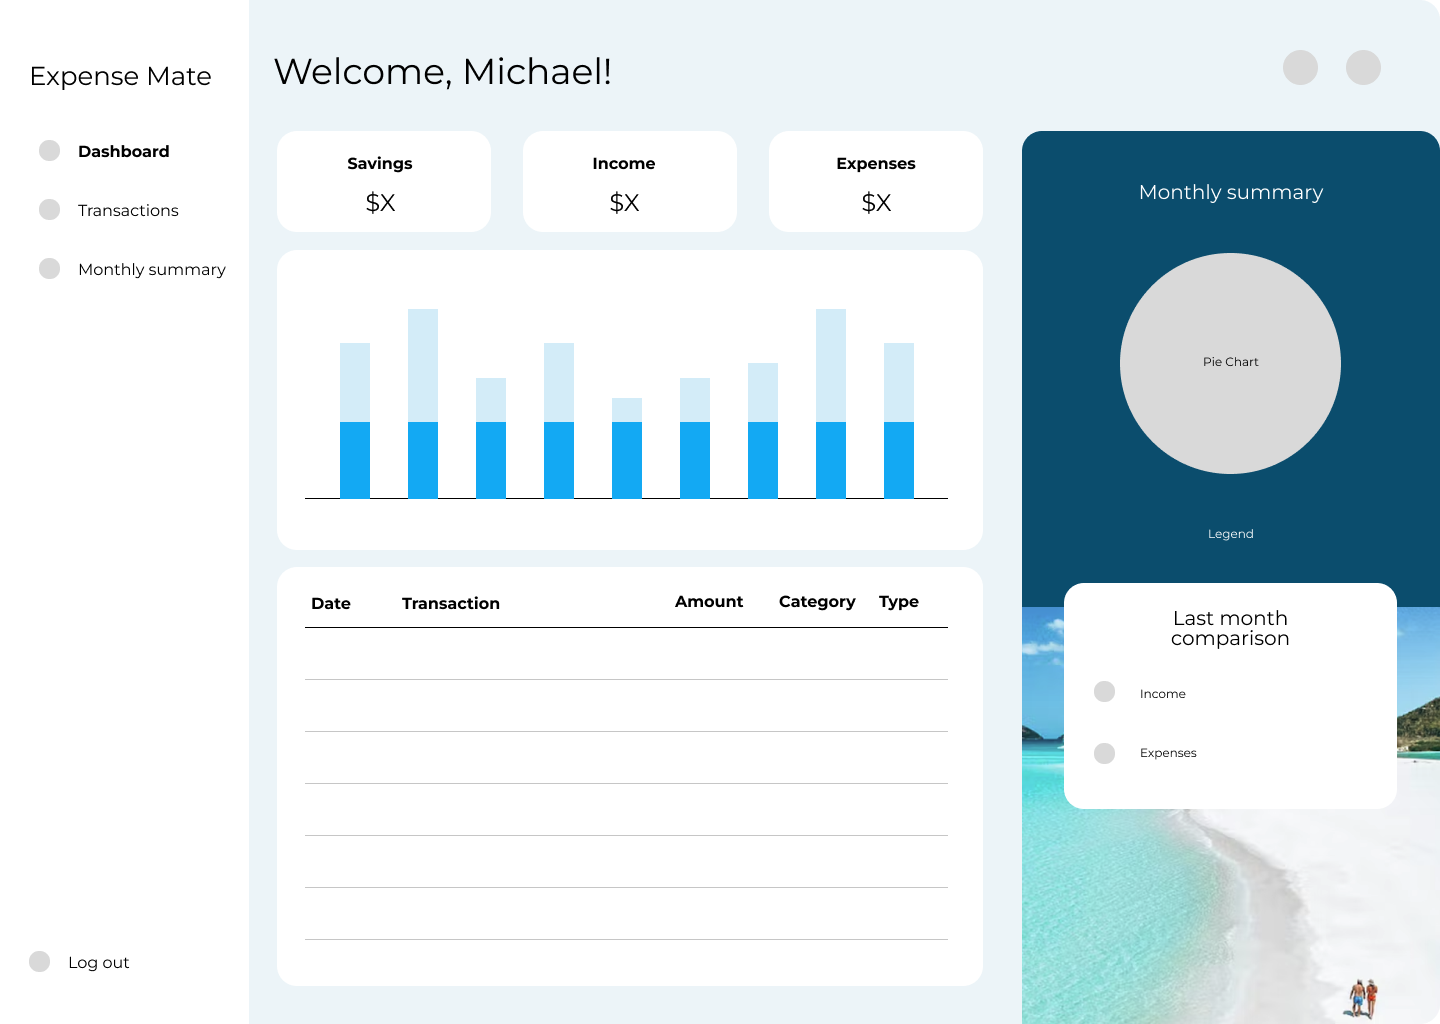 Expense Mate
Dashboard
Transactions
Monthly summary
Log out
Welcome, Michael!
Savings
$X
Income
$X
Expenses
$X
Date
Transaction
Amount
Category
Type
Monthly summary
Pie Chart
Legend
Last month
comparison
Income
Expenses